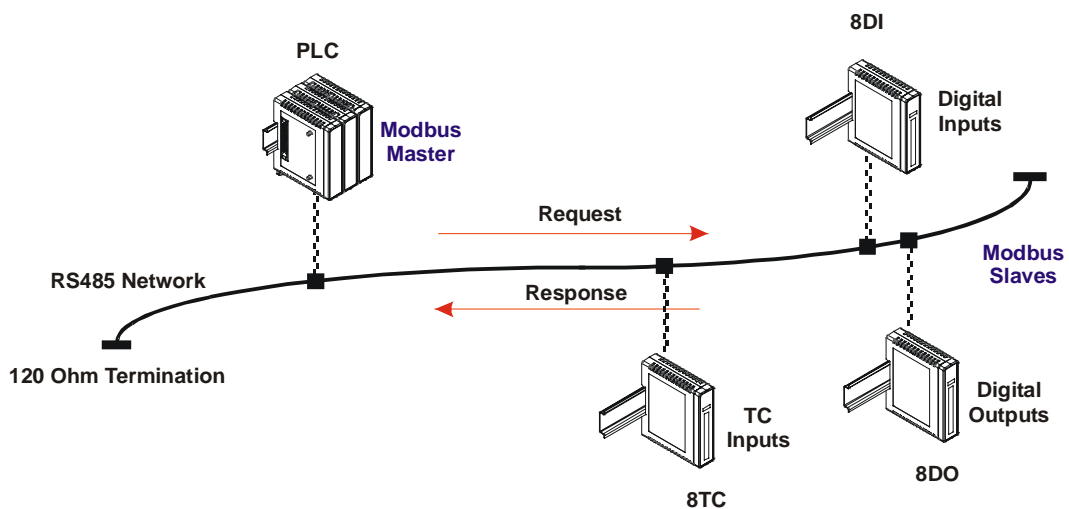 8DI
PLC
Digital
Inputs
Modbus
Master
Request
Modbus
Slaves
RS485 Network
Response
120 Ohm Termination
TC
Inputs
Digital
Outputs
8DO
8TC